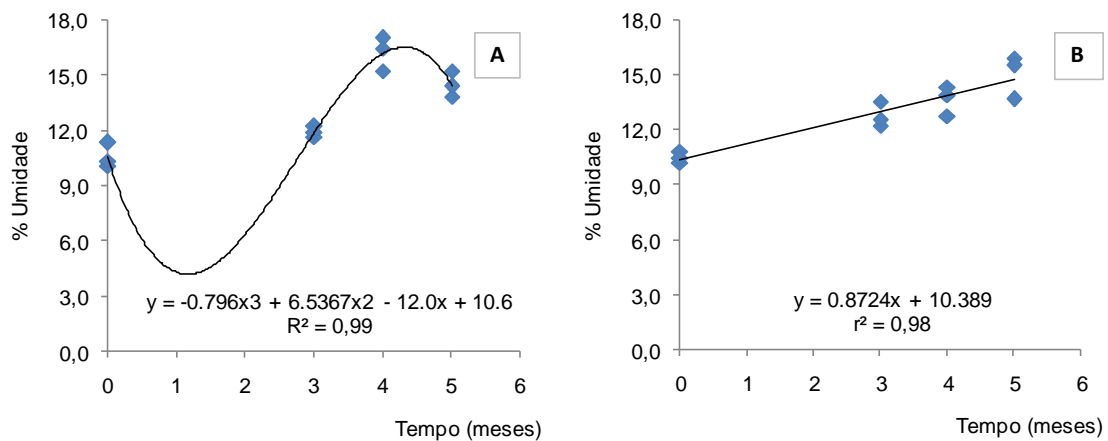 18,0
15,0
12,0
9,0
6,0
3,0
0,0
% Umidade
A
y = -0.796x3 + 6.5367x2 - 12.0x + 10.6
R² = 0,99
0 1 2 3 4 5 6
Tempo (meses)
18,0
15,0
12,0
9,0
6,0
3,0
0,0
% Umidade
B
y = 0.8724x + 10.389
r² = 0,98
0 1 2 3 4 5 6
Tempo (meses)